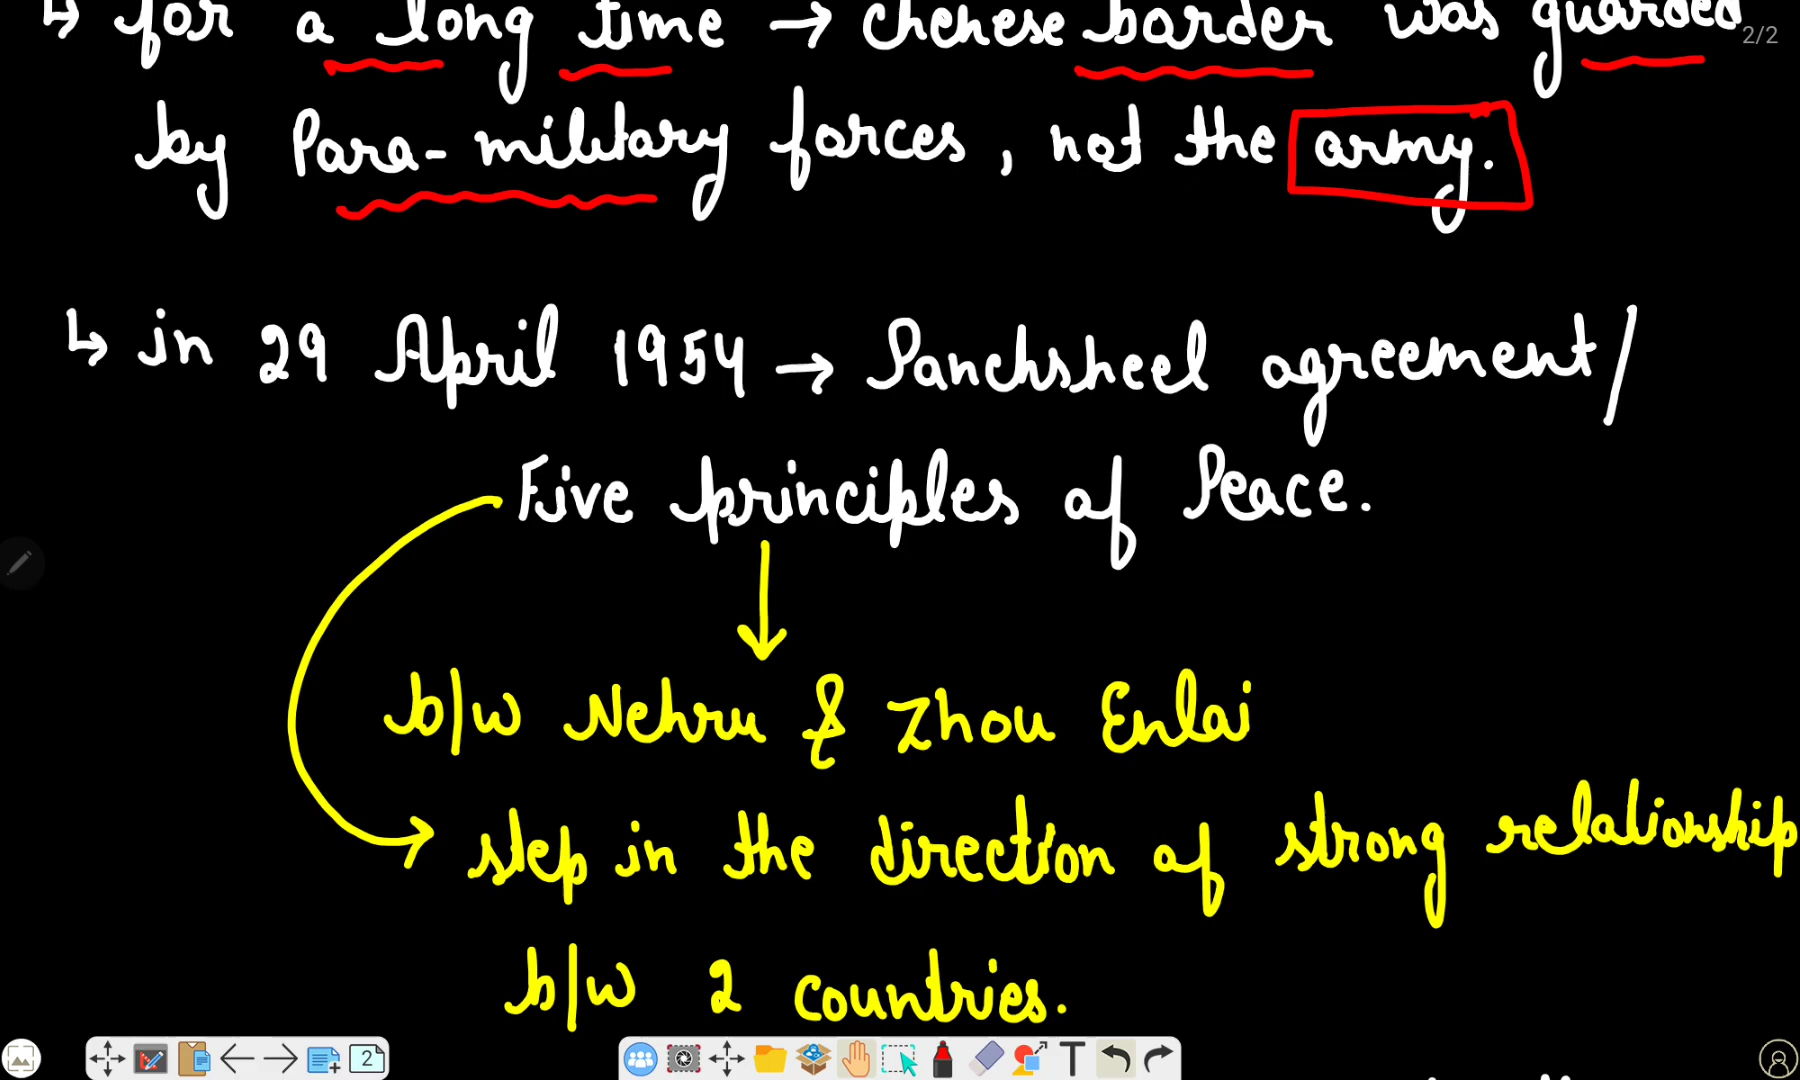 ↳ for a long time → chenese border was guarded 2/2
by Para-military forces, not the army.
↳ in 29 April 1954 → Panchsheel agreement/
Five principles of Peace.
b/w Nehru & Zhou Enlai
step in the direction of strong relationship
b/w 2 countries.
2 T